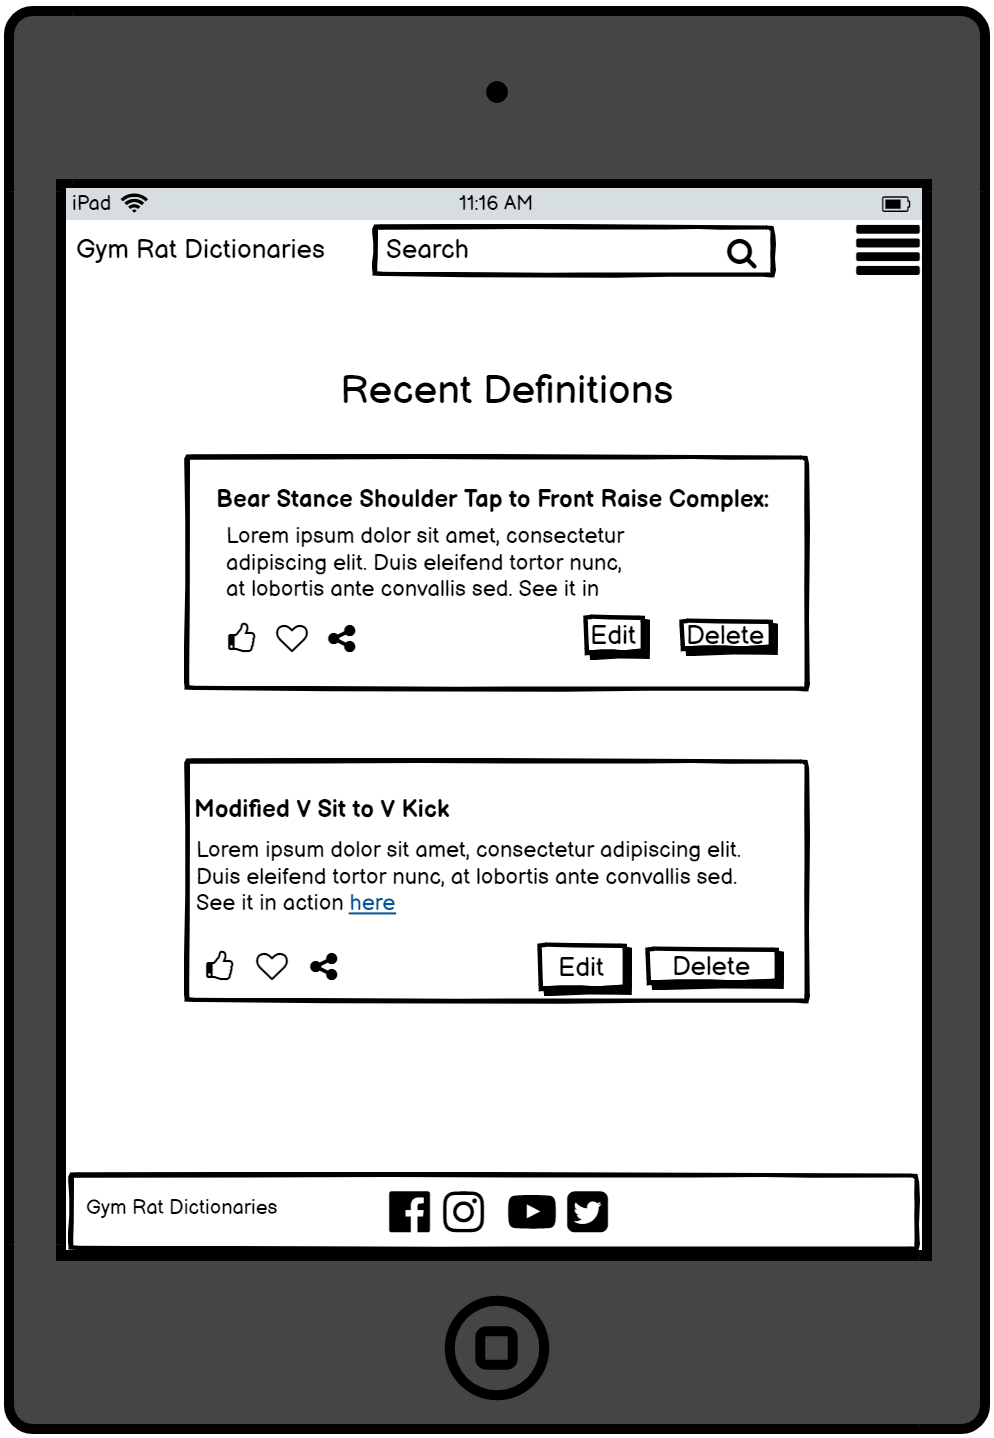 iPad
11:16 AM
Gym Rat Dictionaries
Search
Recent Definitions
Bear Stance Shoulder Tap to Front Raise Complex:
Lorem ipsum dolor sit amet, consectetur
adipiscing elit. Duis eleifend tortor nunc,
at lobortis ante convallis sed. See it in
Edit
Delete
Modified V Sit to V Kick
Lorem ipsum dolor sit amet, consectetur adipiscing elit.
Duis eleifend tortor nunc, at lobortis ante convallis sed.
See it in action here
Edit
Delete
Gym Rat Dictionaries